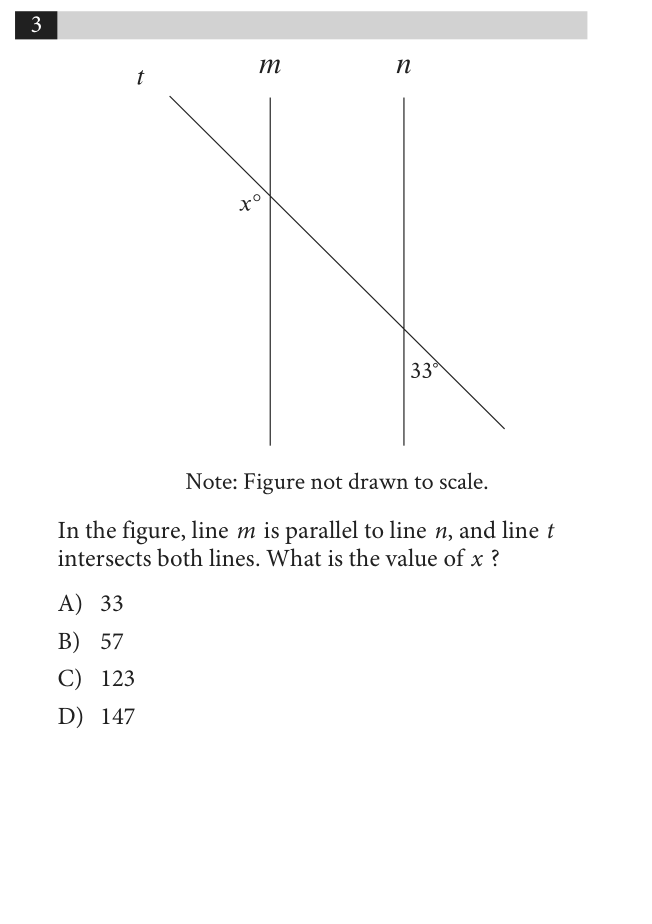 3
t
m
n
x°
33°
Note: Figure not drawn to scale.
In the figure, line m is parallel to line n, and line t
intersects both lines. What is the value of x ?
A) 33
B) 57
C) 123
D) 147